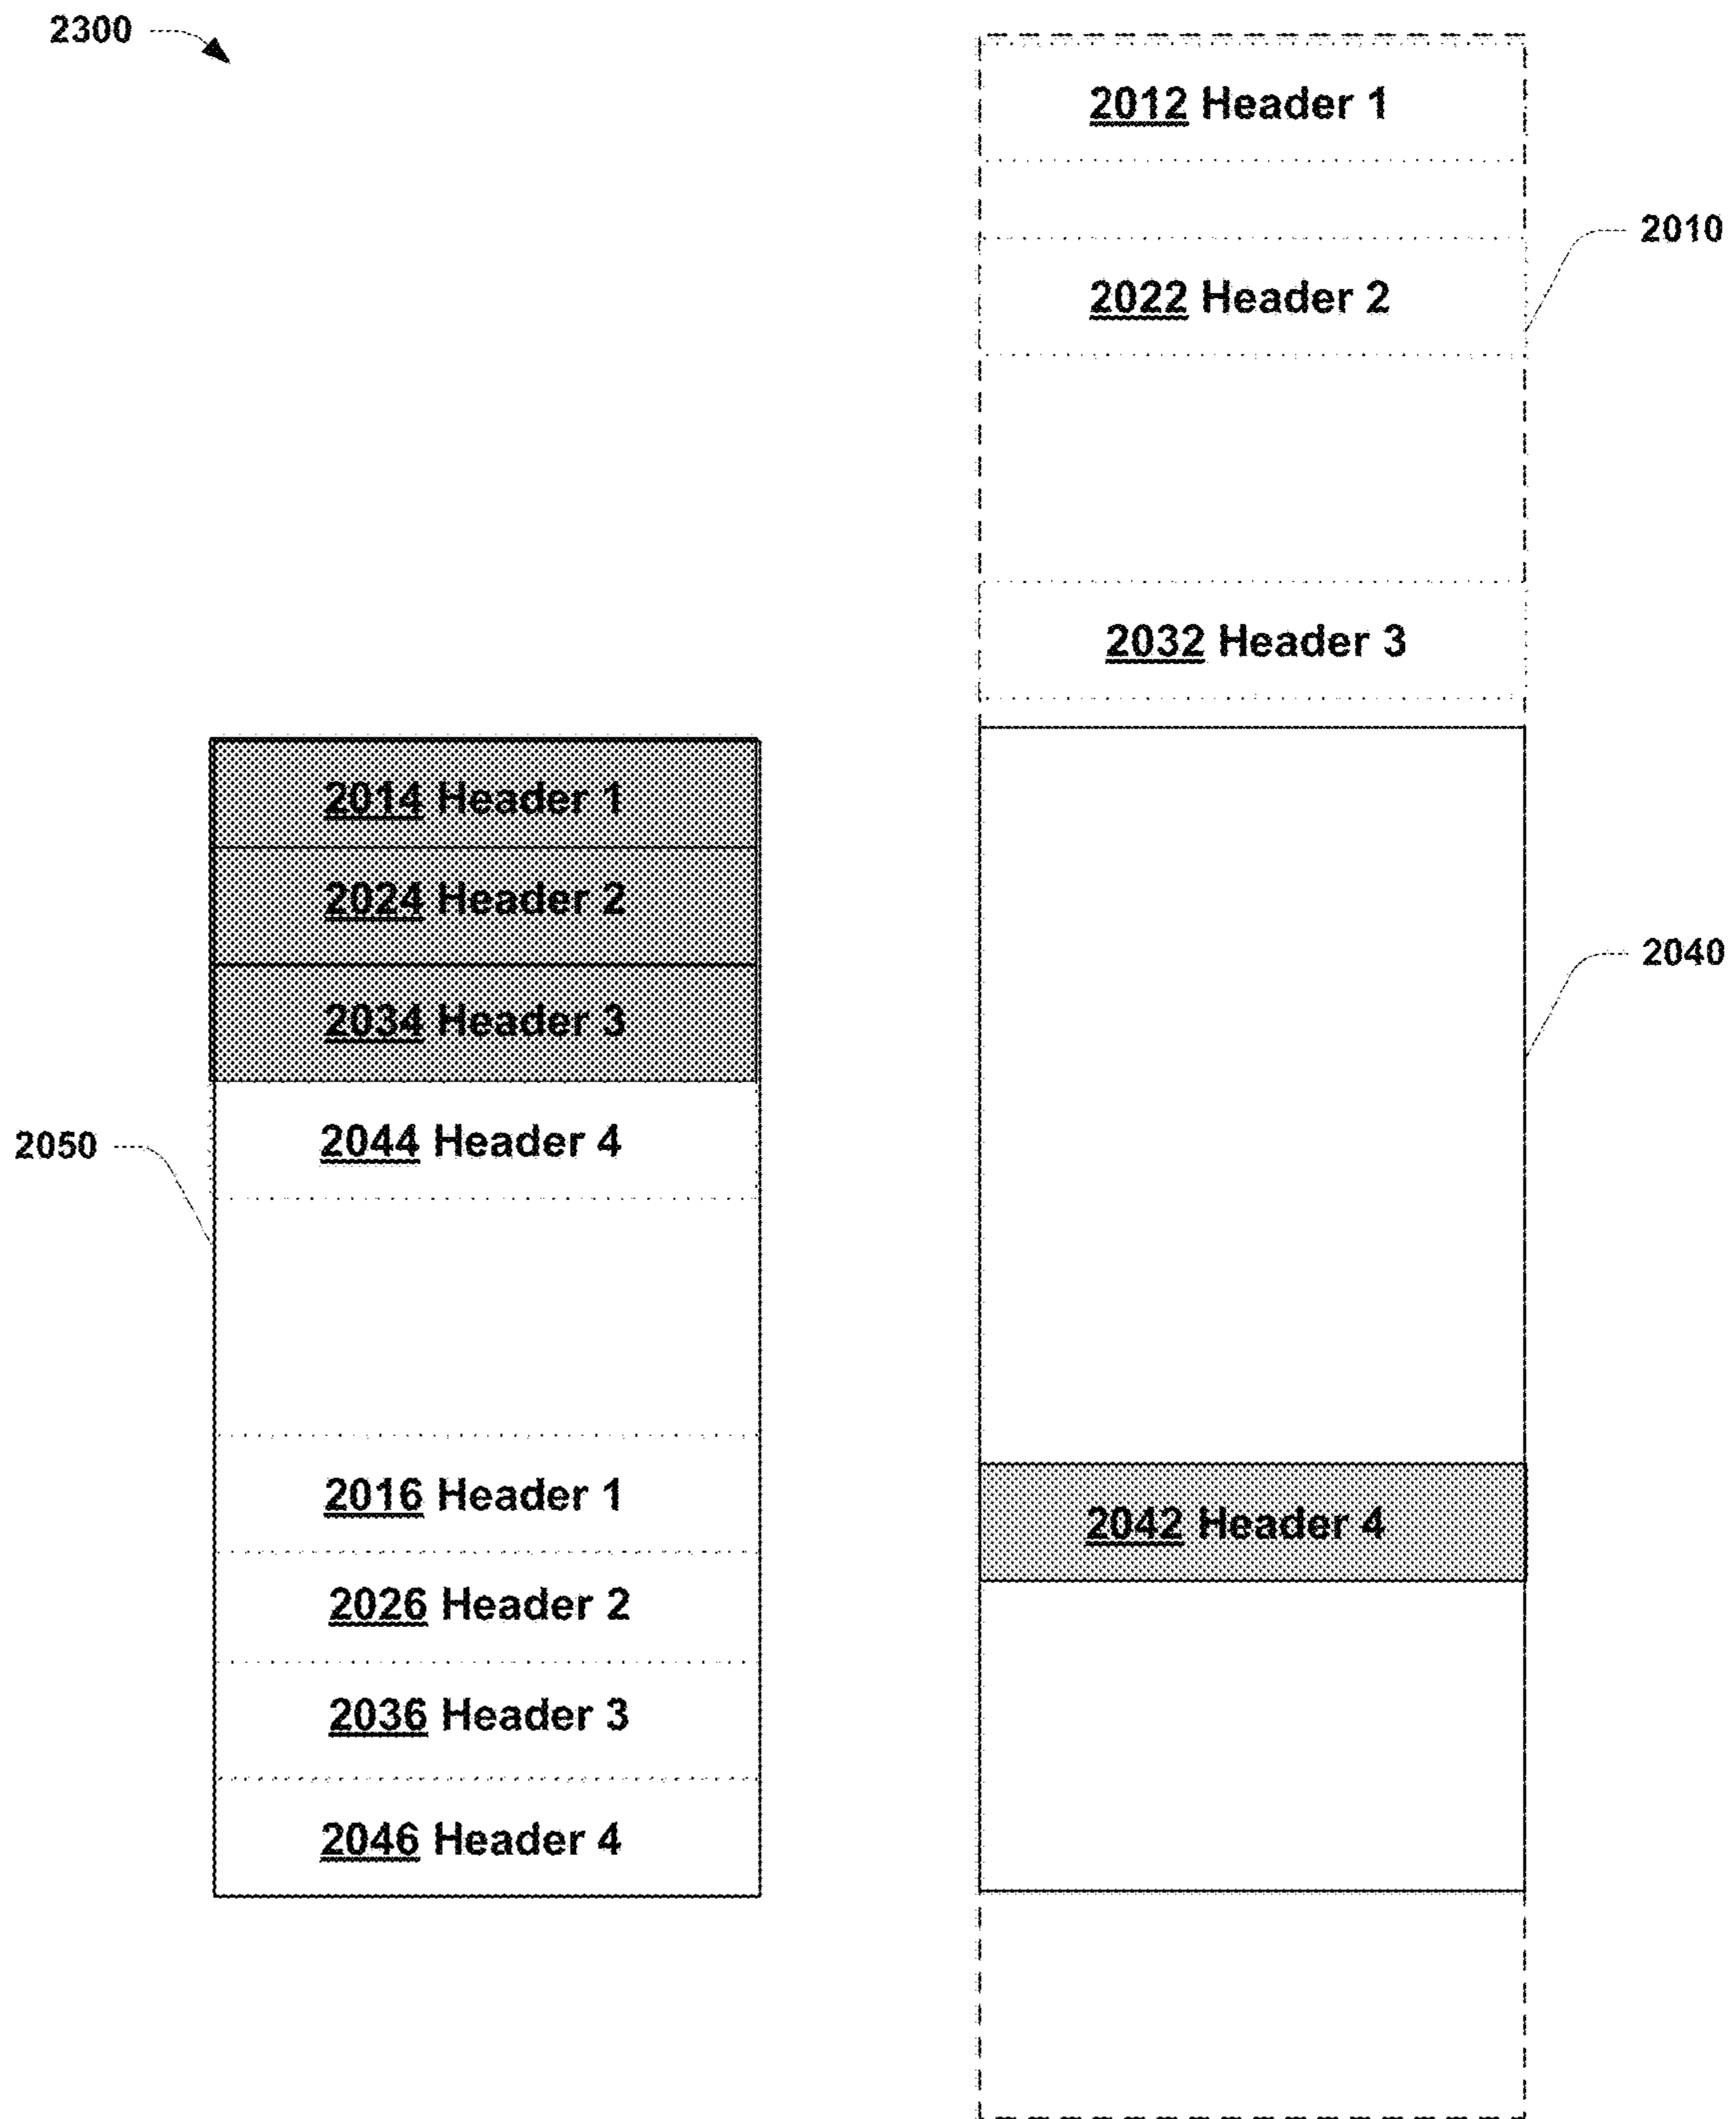 2300
2012 Header 1
2010
2022 Header 2
2032 Header 3
2014 Header 1
2024 Header 2
2040
2034 Header 3
2050
2044 Header 4
2016 Header 1
2042 Header 4
2026 Header 2
2036 Header 3
2046 Header 4